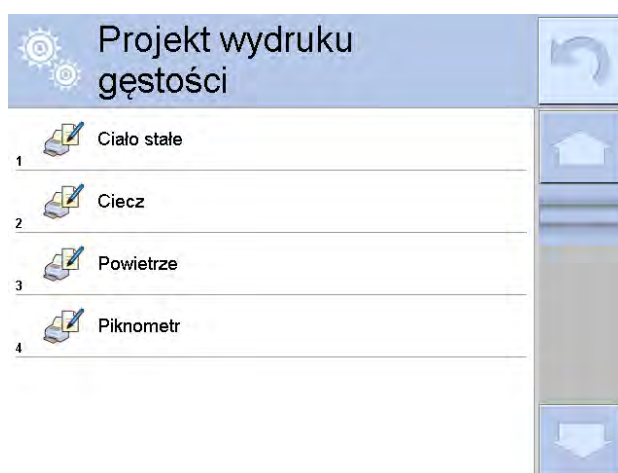 Projekt wydruku
gęstości
1 Ciało stałe
2 Ciecz
3 Powietrze
4 Piknometr